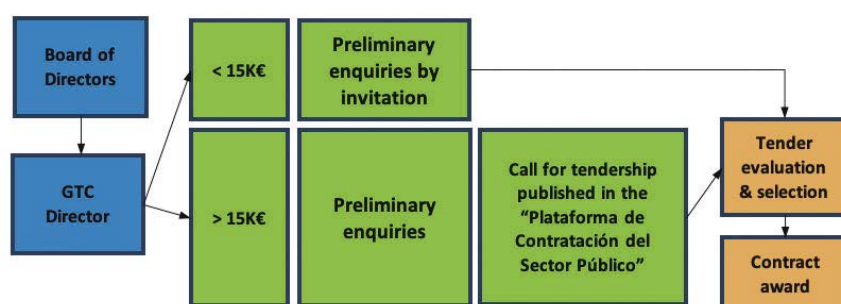 Board of
Directors
< 15K€
Preliminary
enquiries by
invitation
GTC
Director
> 15K€
Preliminary
enquiries
Call for tendership
published in the
“Plataforma de
Contratación del
Sector Público”
Tender
evaluation
& selection
Contract
award